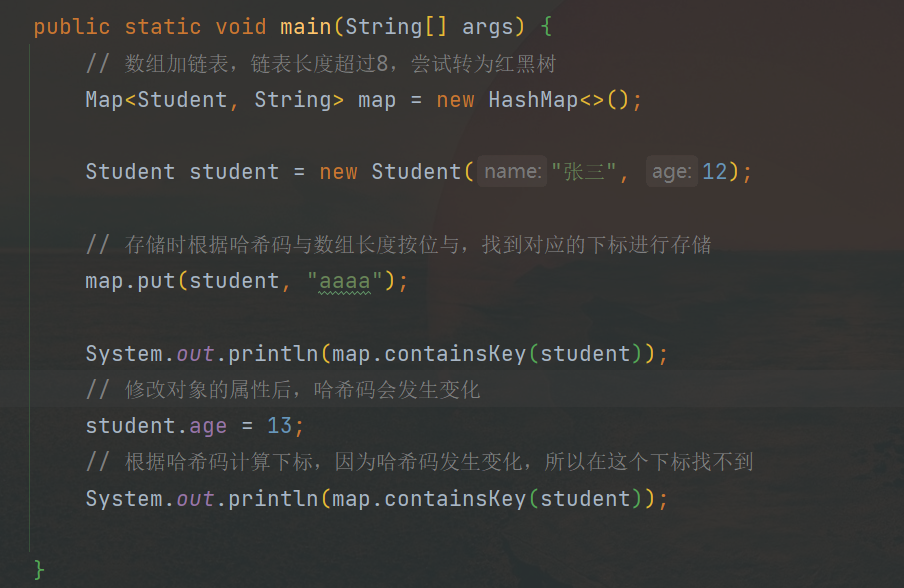 public static void main(String[] args) {
// 数组加链表，链表长度超过8，尝试转为红黑树
Map<Student, String> map = new HashMap<>();
Student student = new Student( name: "张三", age: 12);
// 存储时根据哈希码与数组长度按位与，找到对应的下标进行存储
map.put(student, "aaaa");
System.out.println(map.containsKey(student));
// 修改对象的属性后，哈希码会发生变化
student.age = 13;
// 根据哈希码计算下标，因为哈希码发生变化，所以在这个下标找不到
System.out.println(map.containsKey(student));
}